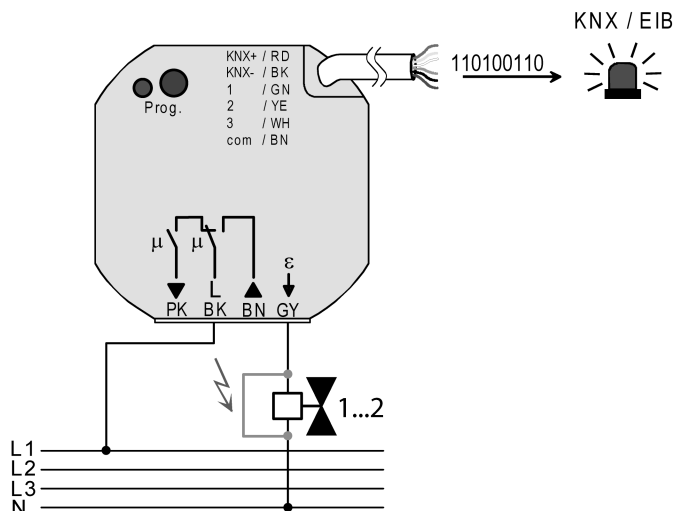 KNX / EIB
KNX+ / RD
KNX- / BK
1 / GN
2 / YE
3 / WH
com / BN
Prog.
110100110
μ μ
ε
L
PK BK BN GY
1...2
L1
L2
L3
N